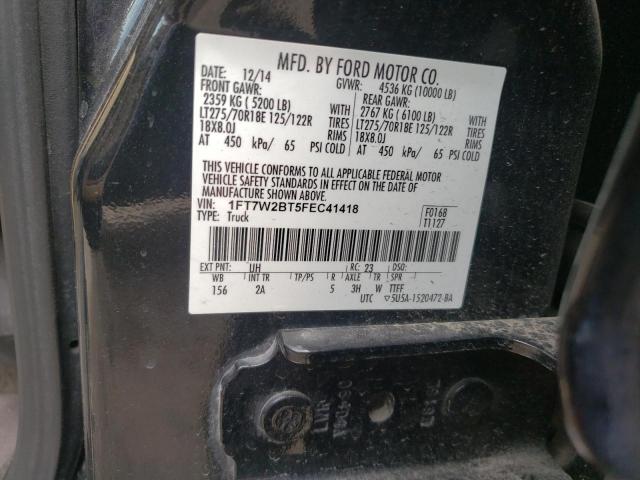 MFD. BY FORD MOTOR CO.
DATE: 12/14 GVWR: 4536 KG (10000 LB)
FRONT GAWR: REAR GAWR:
2359 KG ( 5200 LB) WITH 2767 KG ( 6100 LB) WITH
LT275/70R18E 125/122R TIRES LT275/70R18E 125/122R TIRES
18X8.0J RIMS 18X8.0J RIMS
AT 450 kPa/ 65 PSI COLD AT 450 kPa/ 65 PSI COLD
THIS VEHICLE CONFORMS TO ALL APPLICABLE FEDERAL MOTOR
VEHICLE SAFETY STANDARDS IN EFFECT ON THE DATE OF
MANUFACTURE SHOWN ABOVE.
VIN: 1FT7W2BT5FEC41418 F0168
TYPE: Truck T1127
EXT PNT: UH RC: 23 DSO:
WB INT TR TP/PS R AXLE TR SPR
156 2A 5 3H W TTFF
UTC ▽5U5A-1520472-BA